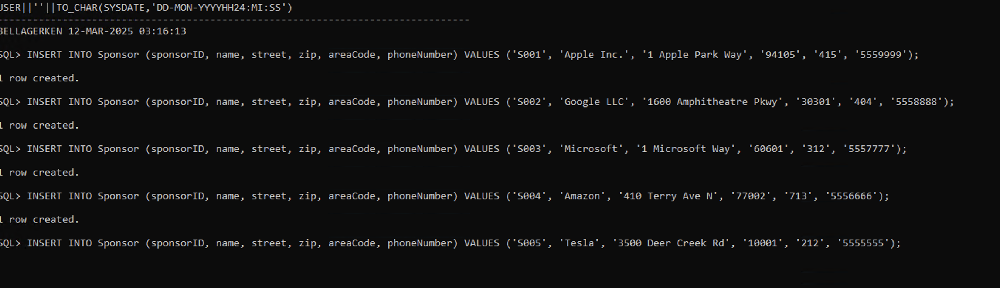 USER||''||TO_CHAR(SYSDATE,'DD-MON-YYYYHH24:MI:SS')
--------------------------------------------------------------------------------
BELLAGERKEN 12-MAR-2025 03:16:13
SQL> INSERT INTO Sponsor (sponsorID, name, street, zip, areaCode, phoneNumber) VALUES ('S001', 'Apple Inc.', '1 Apple Park Way', '94105', '415', '5559999');
1 row created.
SQL> INSERT INTO Sponsor (sponsorID, name, street, zip, areaCode, phoneNumber) VALUES ('S002', 'Google LLC', '1600 Amphitheatre Pkwy', '30301', '404', '5558888');
1 row created.
SQL> INSERT INTO Sponsor (sponsorID, name, street, zip, areaCode, phoneNumber) VALUES ('S003', 'Microsoft', '1 Microsoft Way', '60601', '312', '5557777');
1 row created.
SQL> INSERT INTO Sponsor (sponsorID, name, street, zip, areaCode, phoneNumber) VALUES ('S004', 'Amazon', '410 Terry Ave N', '77002', '713', '5556666');
1 row created.
SQL> INSERT INTO Sponsor (sponsorID, name, street, zip, areaCode, phoneNumber) VALUES ('S005', 'Tesla', '3500 Deer Creek Rd', '10001', '212', '5555555');